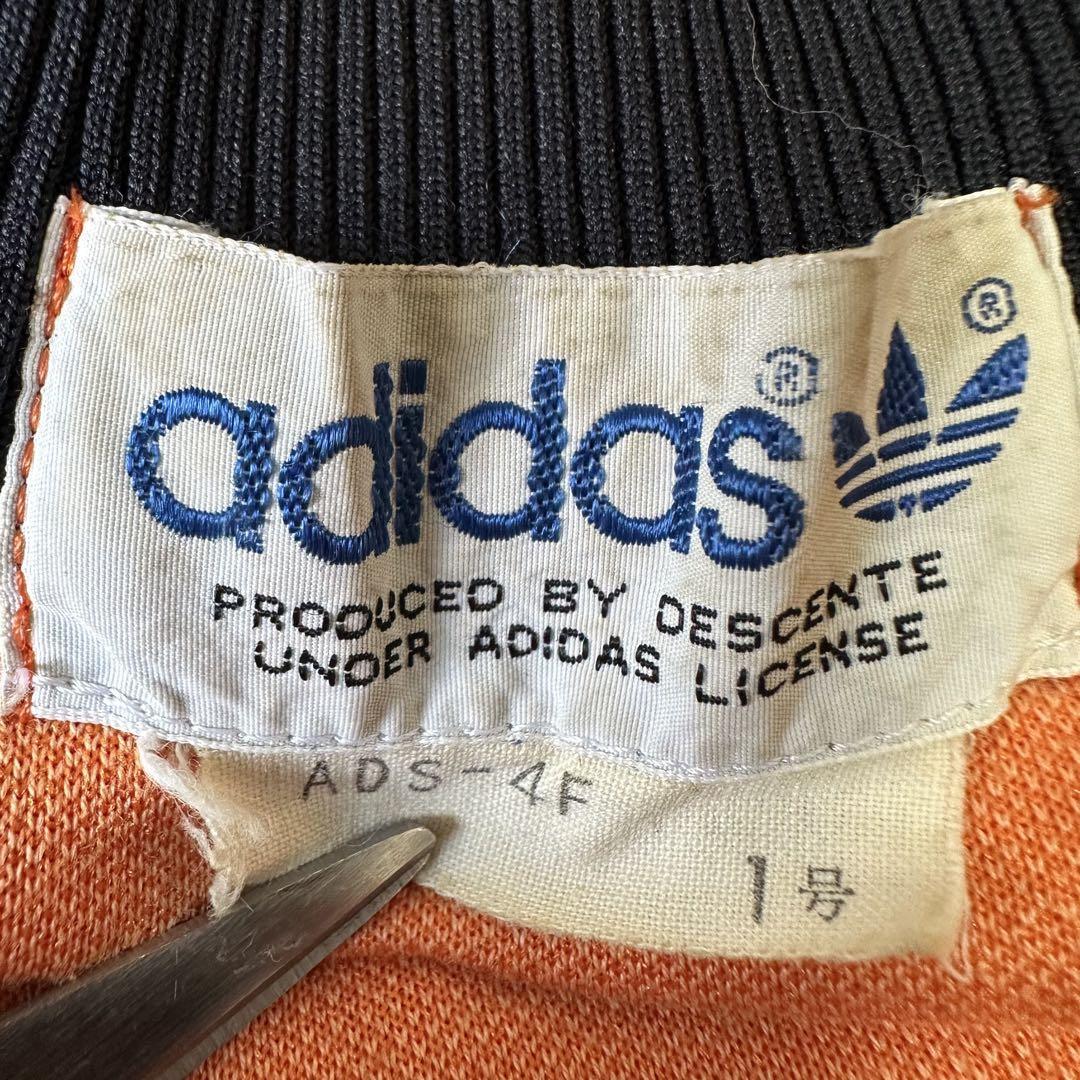 adidas® ®
PRODUCED BY DESCENTE
UNDER ADIDAS LICENSE
ADS-4F
1号